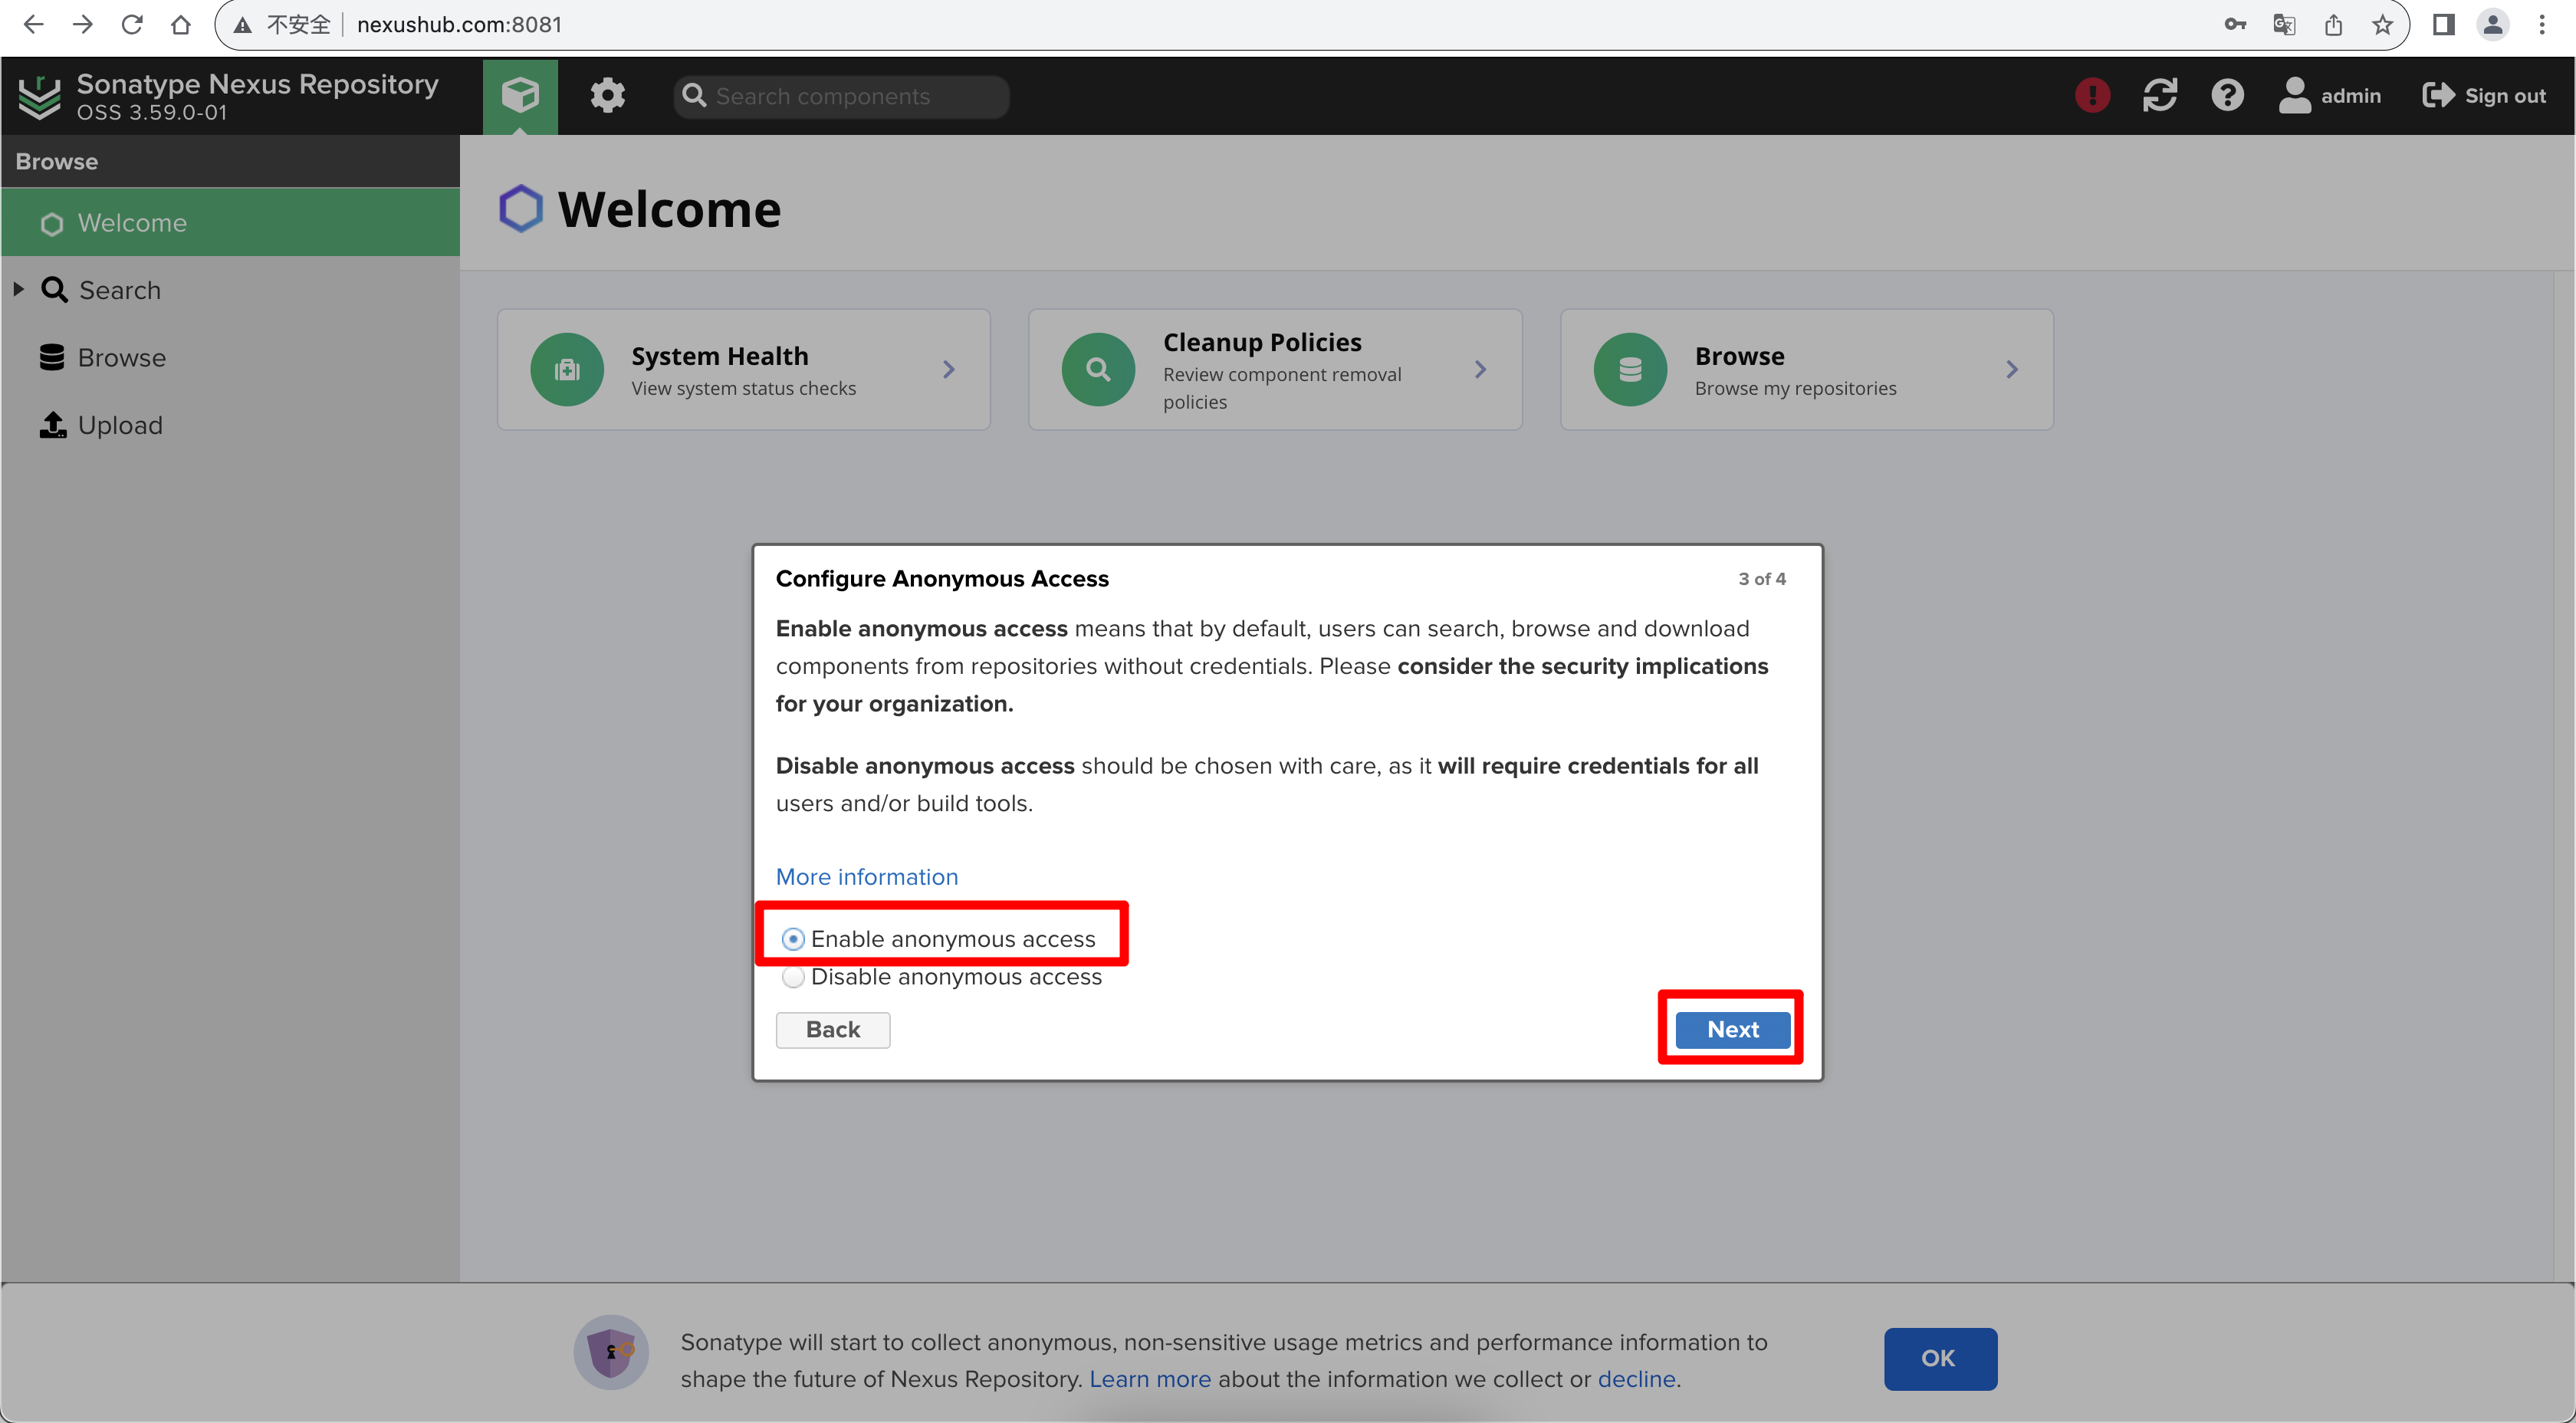 不安全 nexushub.com:8081
Sonatype Nexus Repository
OSS 3.59.0-01
Search components
admin
Sign out
Browse
Welcome
Search
Browse
Upload
Welcome
System Health
View system status checks
Cleanup Policies
Review component removal
policies
Browse
Browse my repositories
Configure Anonymous Access
3 of 4
Enable anonymous access means that by default, users can search, browse and download
components from repositories without credentials. Please consider the security implications
for your organization.
Disable anonymous access should be chosen with care, as it will require credentials for all
users and/or build tools.
More information
Enable anonymous access
Disable anonymous access
Back
Next
Sonatype will start to collect anonymous, non-sensitive usage metrics and performance information to
shape the future of Nexus Repository. Learn more about the information we collect or decline.
OK